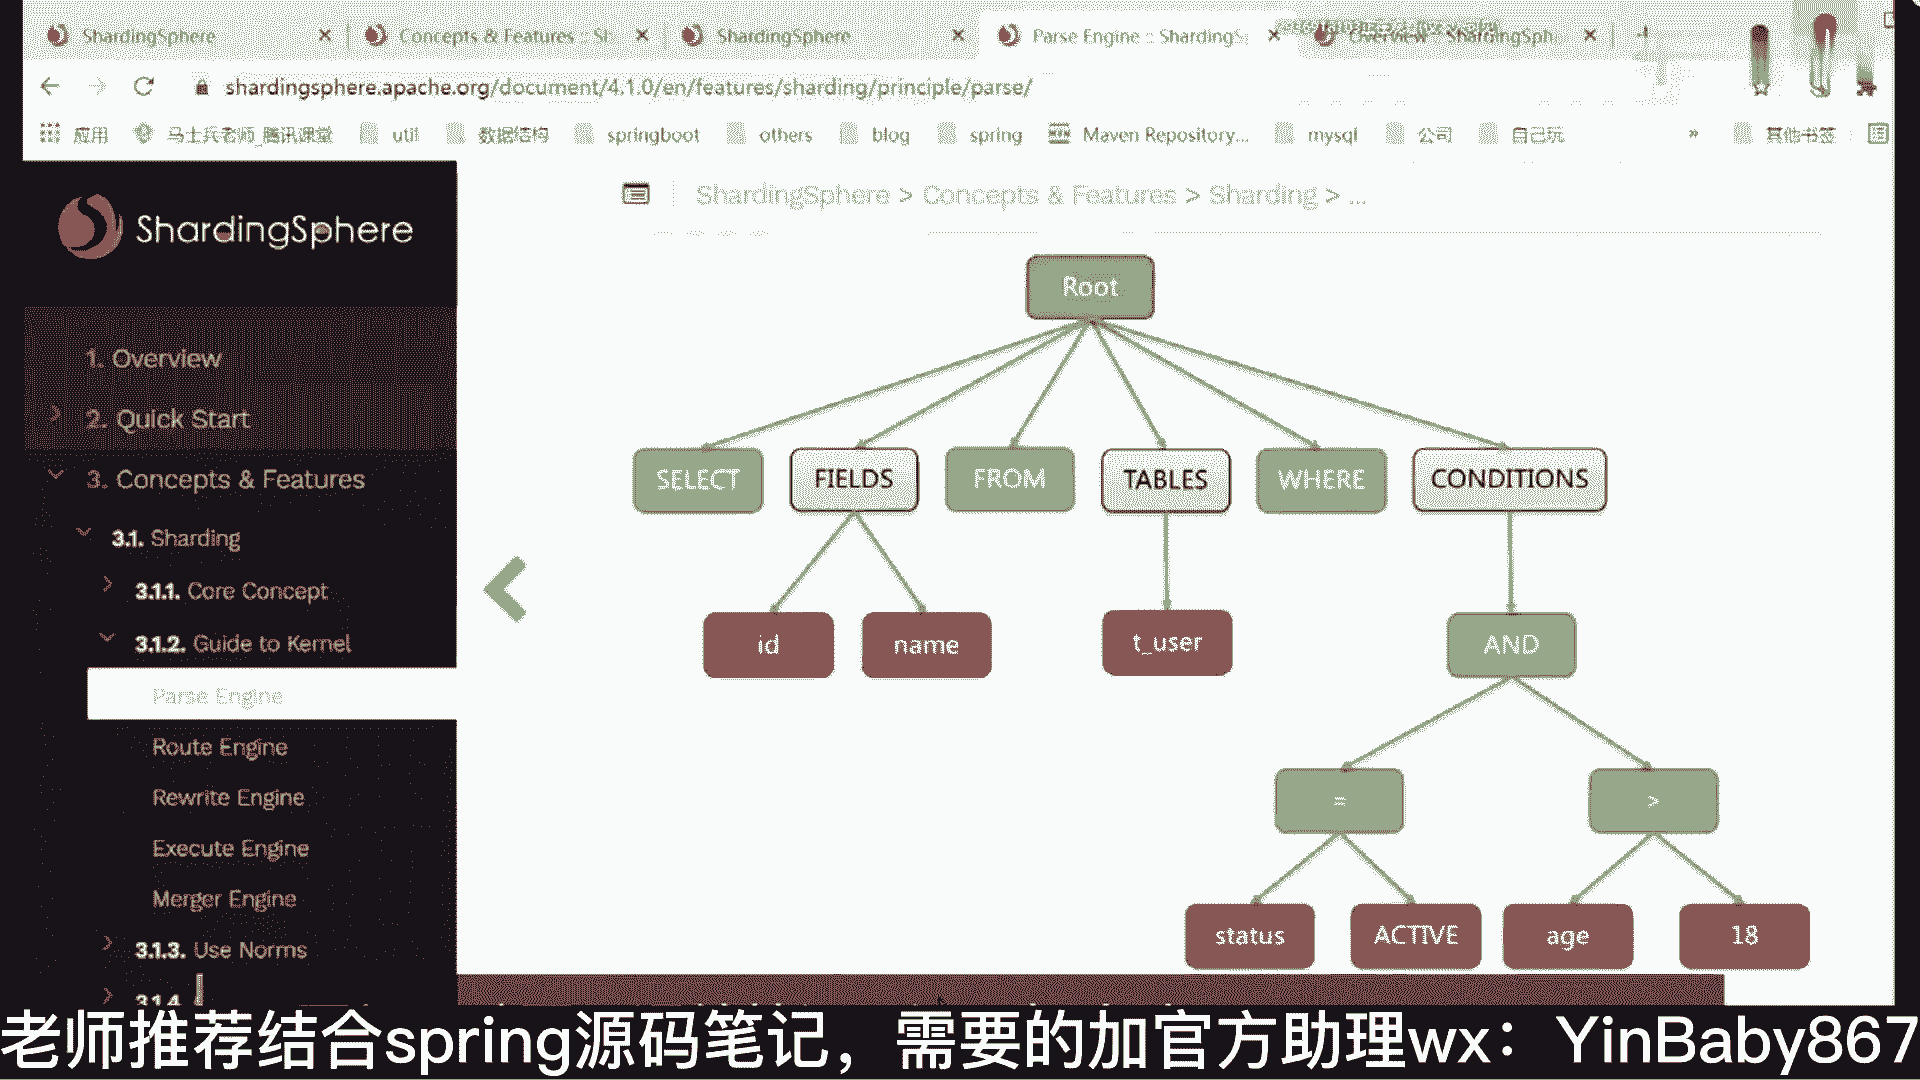 ShardingSphere
Concepts & Features :: Sh
ShardingSphere
Parse Engine :: ShardingS
Overview
ShardingSph
shardingsphere.apache.org/document/4.1.0/en/features/sharding/principle/parse/
应用
马士兵老师_腾讯课堂
util
数据结构
springboot
others
blog
spring
Maven Repository...
mysql
公司
自己玩
»
其他书签
ShardingSphere
ShardingSphere > Concepts & Features > Sharding > ...
1. Overview
2. Quick Start
3. Concepts & Features
3.1. Sharding
3.1.1. Core Concept
3.1.2. Guide to Kernel
Parse Engine
Route Engine
Rewrite Engine
Execute Engine
Merger Engine
3.1.3. Use Norms
3.1.4.
Root
SELECT
FIELDS
FROM
TABLES
WHERE
CONDITIONS
id
name
t_user
AND
=
>
status
ACTIVE
age
18
老师推荐结合spring源码笔记，需要的加官方助理wx：YinBaby867